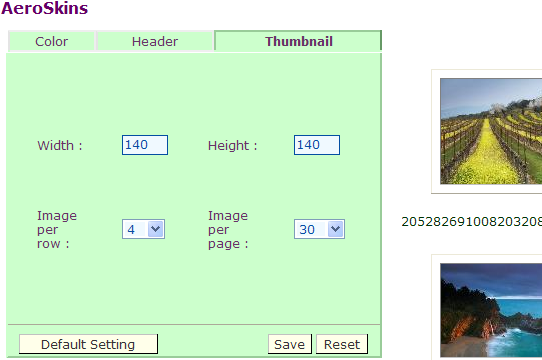 AeroSkins
Color Header Thumbnail
Width : 140 Height : 140
Image per row : 4 Image per page : 30
205282691008203208
Default Setting Save Reset